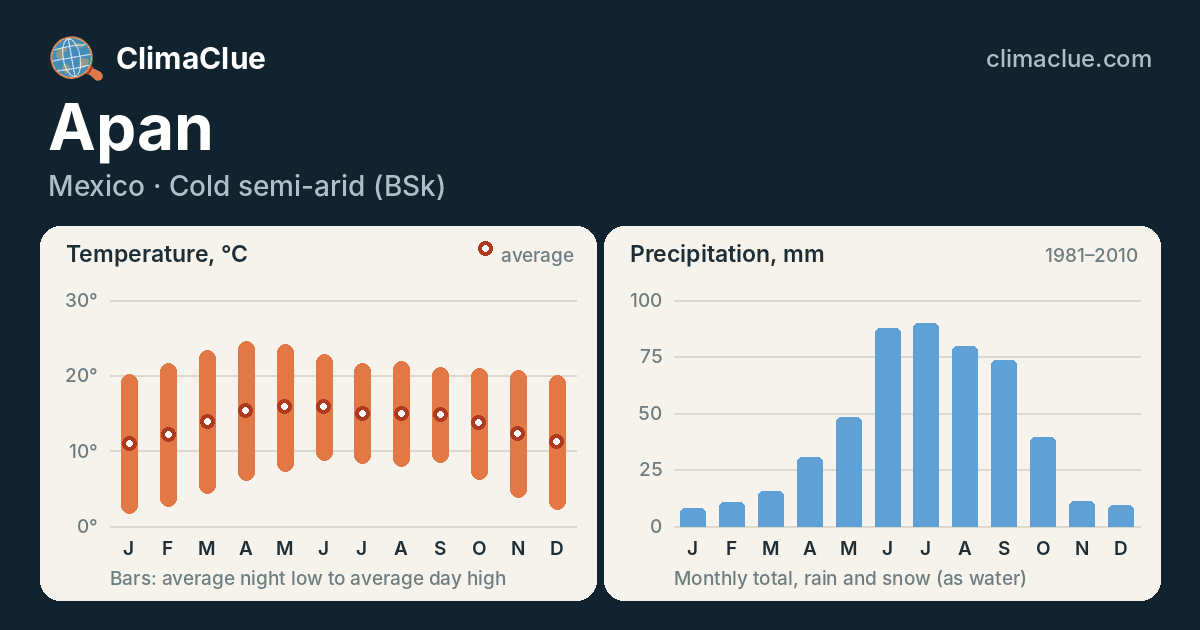 ClimaClue
climaclue.com
Apan
Mexico · Cold semi-arid (BSk)
Temperature, °C
average
30°
20°
10°
0°
J F M A M J J A S O N D
Bars: average night low to average day high
Precipitation, mm
1981–2010
100
75
50
25
0
J F M A M J J A S O N D
Monthly total, rain and snow (as water)